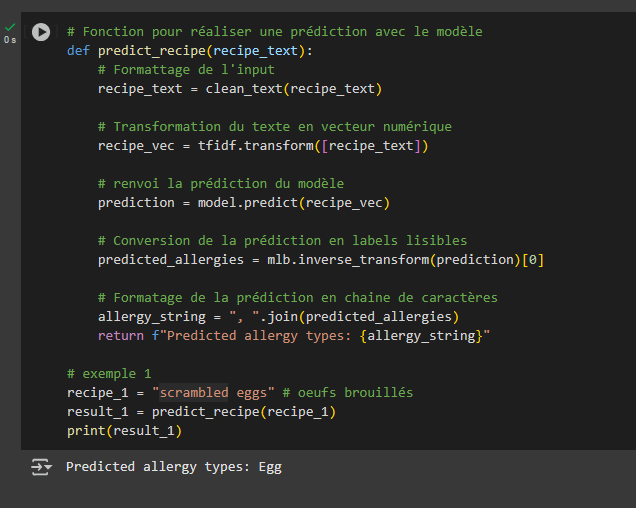 # Fonction pour réaliser une prédiction avec le modèle
0 s
def predict_recipe(recipe_text):
# Formattage de l'input
recipe_text = clean_text(recipe_text)
# Transformation du texte en vecteur numérique
recipe_vec = tfidf.transform([recipe_text])
# renvoi la prédiction du modèle
prediction = model.predict(recipe_vec)
# Conversion de la prédiction en labels lisibles
predicted_allergies = mlb.inverse_transform(prediction)[0]
# Formatage de la prédiction en chaine de caractères
allergy_string = ", ".join(predicted_allergies)
return f"Predicted allergy types: {allergy_string}"
# exemple 1
recipe_1 = "scrambled eggs" # oeufs brouillés
result_1 = predict_recipe(recipe_1)
print(result_1)
Predicted allergy types: Egg